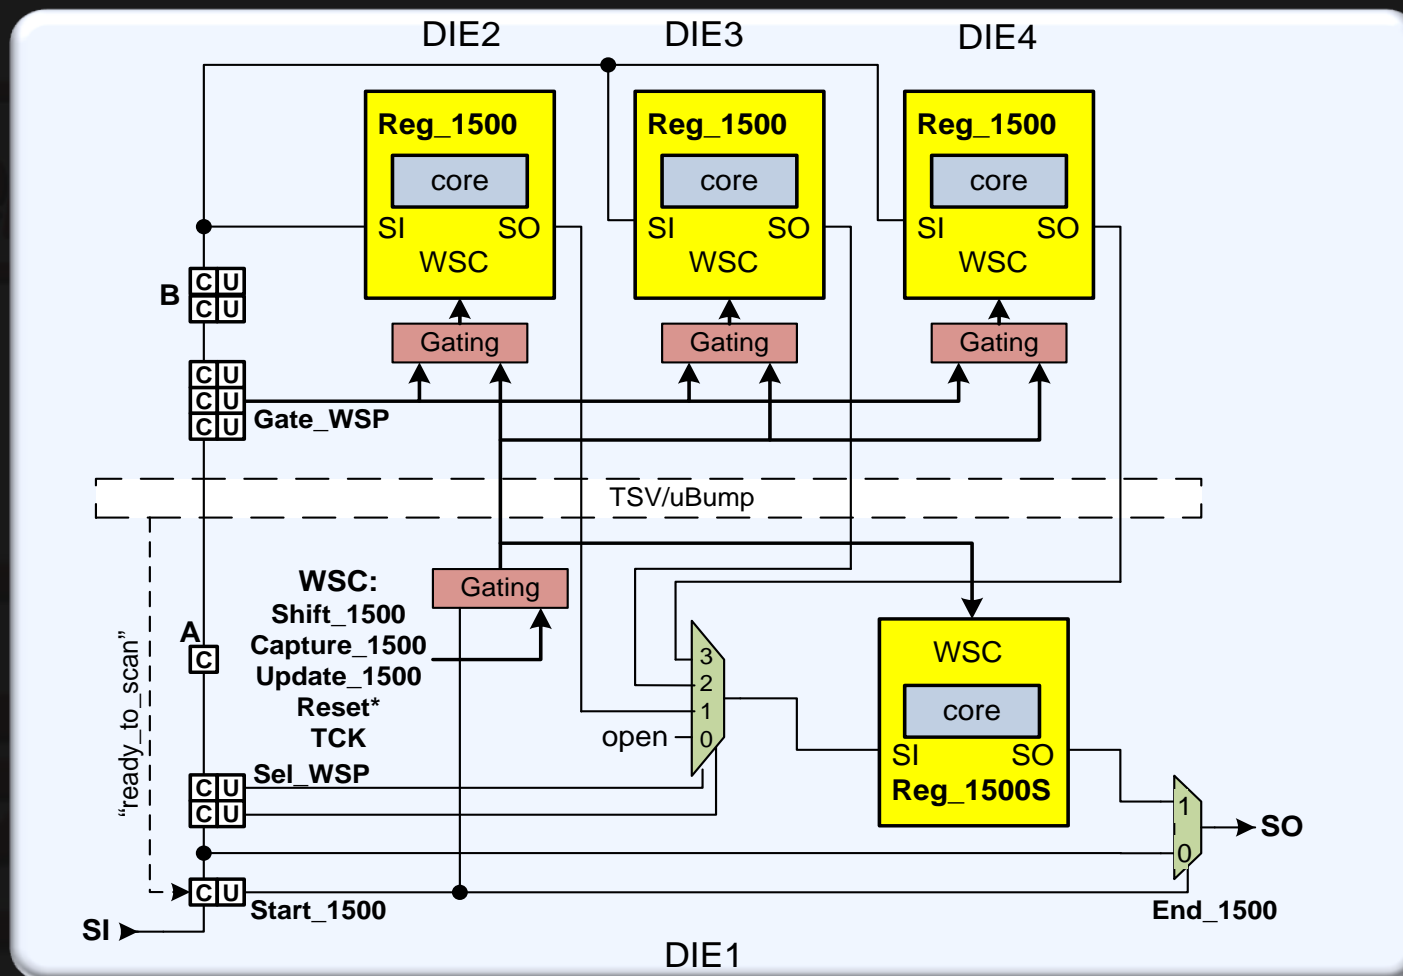 DIE2 DIE3 DIE4
Reg_1500 Reg_1500 Reg_1500
core core core
SI SO SI SO SI SO
WSC WSC WSC
B
C U
C U
Gating Gating Gating
C U
C U
C U
Gate_WSP
TSV/uBump
"ready_to_scan"
A
C
WSC:
Shift_1500
Capture_1500
Update_1500
Reset*
TCK
Gating
3
2
1
0
open
WSC
core
SI SO
Reg_1500S
Sel_WSP
C U
C U
1
0
SO
C U
Start_1500
End_1500
SI
DIE1